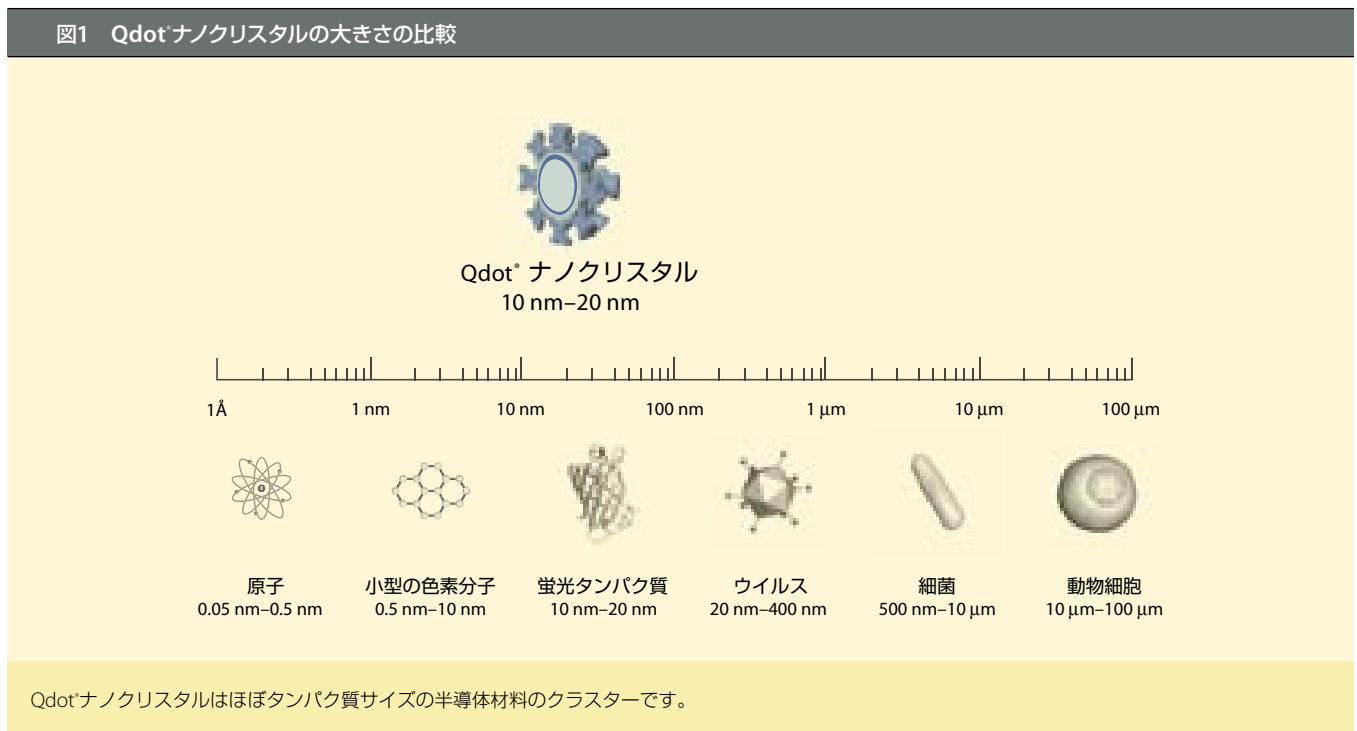 図1 Qdot®ナノクリスタルの大きさの比較
Qdot® ナノクリスタル
10 nm–20 nm
1Å 1 nm 10 nm 100 nm 1 μm 10 μm 100 μm
原子 小型の色素分子 蛍光タンパク質 ウイルス 細菌 動物細胞
0.05 nm–0.5 nm 0.5 nm–10 nm 10 nm–20 nm 20 nm–400 nm 500 nm–10 μm 10 μm–100 μm
Qdot®ナノクリスタルはほぼタンパク質サイズの半導体材料のクラスターです。